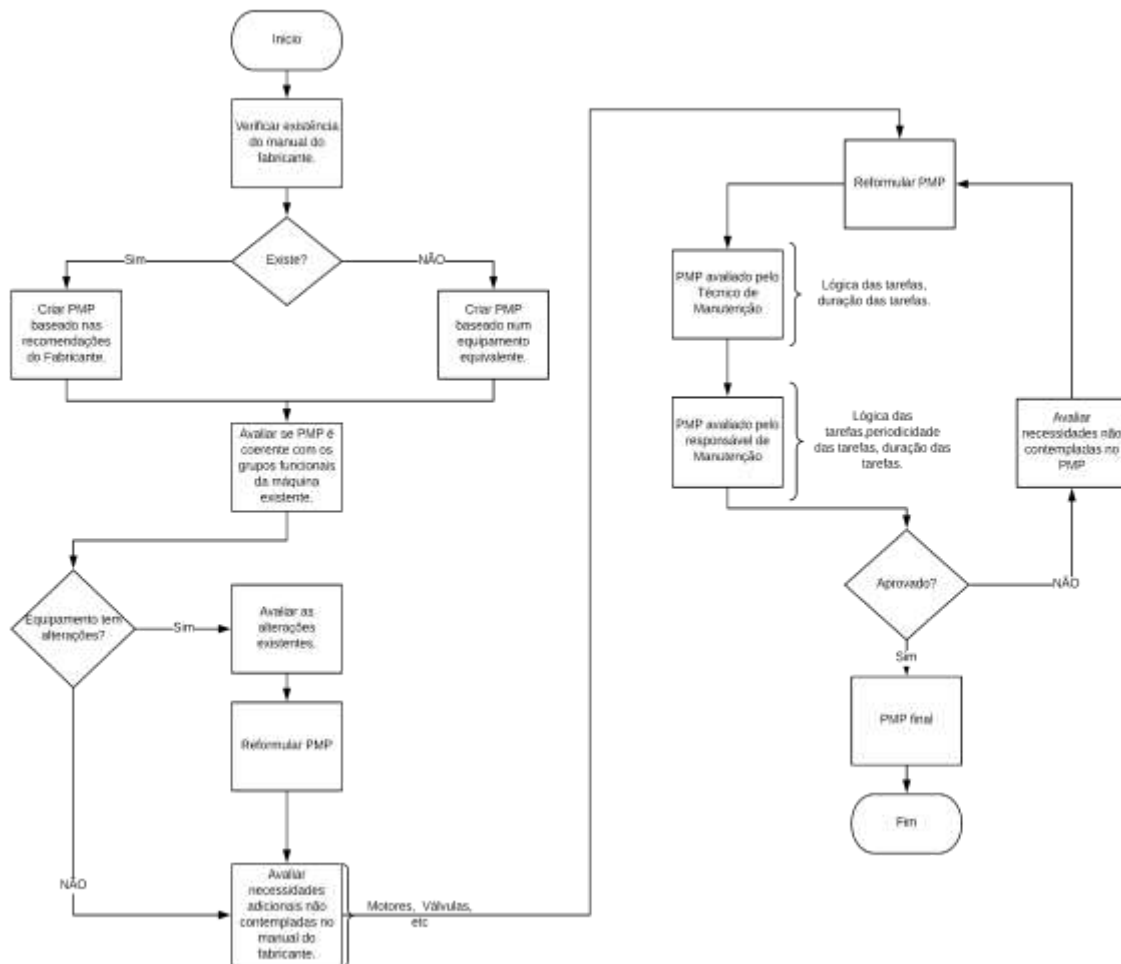 Início
Verificar existência
do manual do
fabricante.
Existe?
Sim
NÃO
Criar PMP
baseado nas
recomendações
do Fabricante.
Criar PMP
baseado num
equipamento
equivalente.
Avaliar se PMP é
coerente com os
grupos funcionais
da máquina
existente.
Equipamento tem
alterações?
Sim
Avaliar as
alterações
existentes.
Reformular PMP
NÃO
Avaliar
necessidades
adicionais não
contempladas no
manual do
fabricante.
Motores, Válvulas,
etc
Reformular PMP
PMP avaliado pelo
Técnico de
Manutenção
Lógica das tarefas,
duração das tarefas.
PMP avaliado pelo
responsável de
Manutenção
Lógica das
tarefas,periodicidade
das tarefas, duração das
tarefas.
Avaliar
necessidades não
contempladas no
PMP
Aprovado?
NÃO
Sim
PMP final
Fim